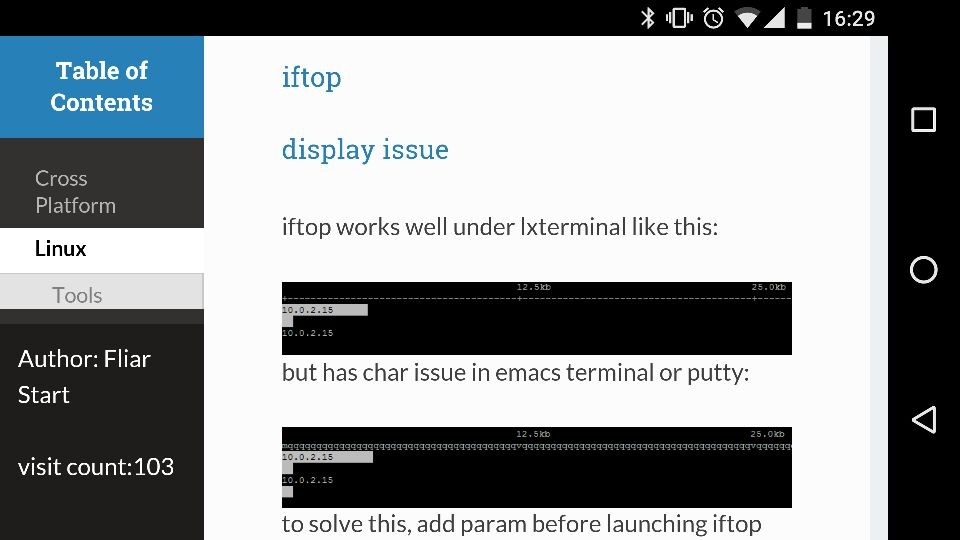 16:29
Table of
Contents
Cross
Platform
Linux
Tools
Author: Fliar
Start
visit count:103
iftop
display issue
iftop works well under lxterminal like this:
12.5kb 25.0kb
10.0.2.15
10.0.2.15
but has char issue in emacs terminal or putty:
12.5kb 25.0kb
10.0.2.15
10.0.2.15
to solve this, add param before launching iftop